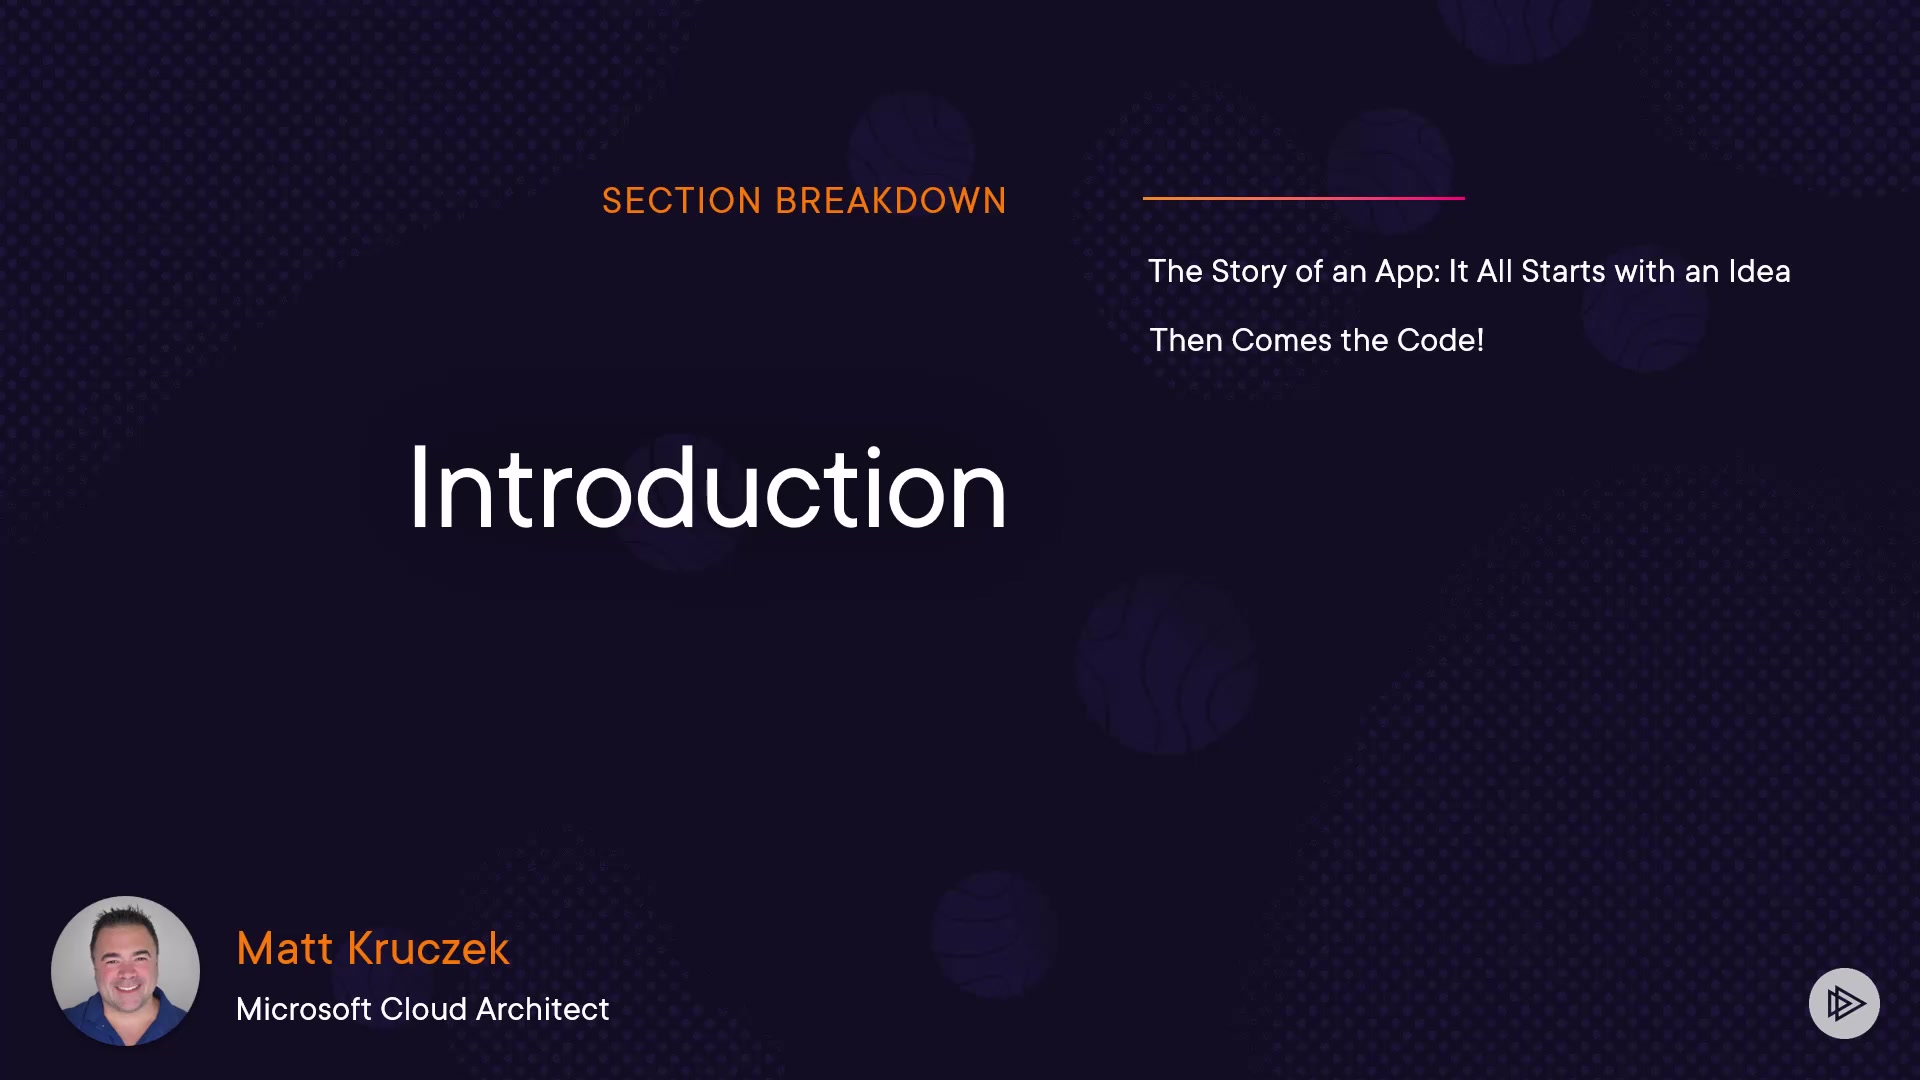 SECTION BREAKDOWN
Introduction
The Story of an App: It All Starts with an Idea
Then Comes the Code!
Matt Kruczek
Microsoft Cloud Architect